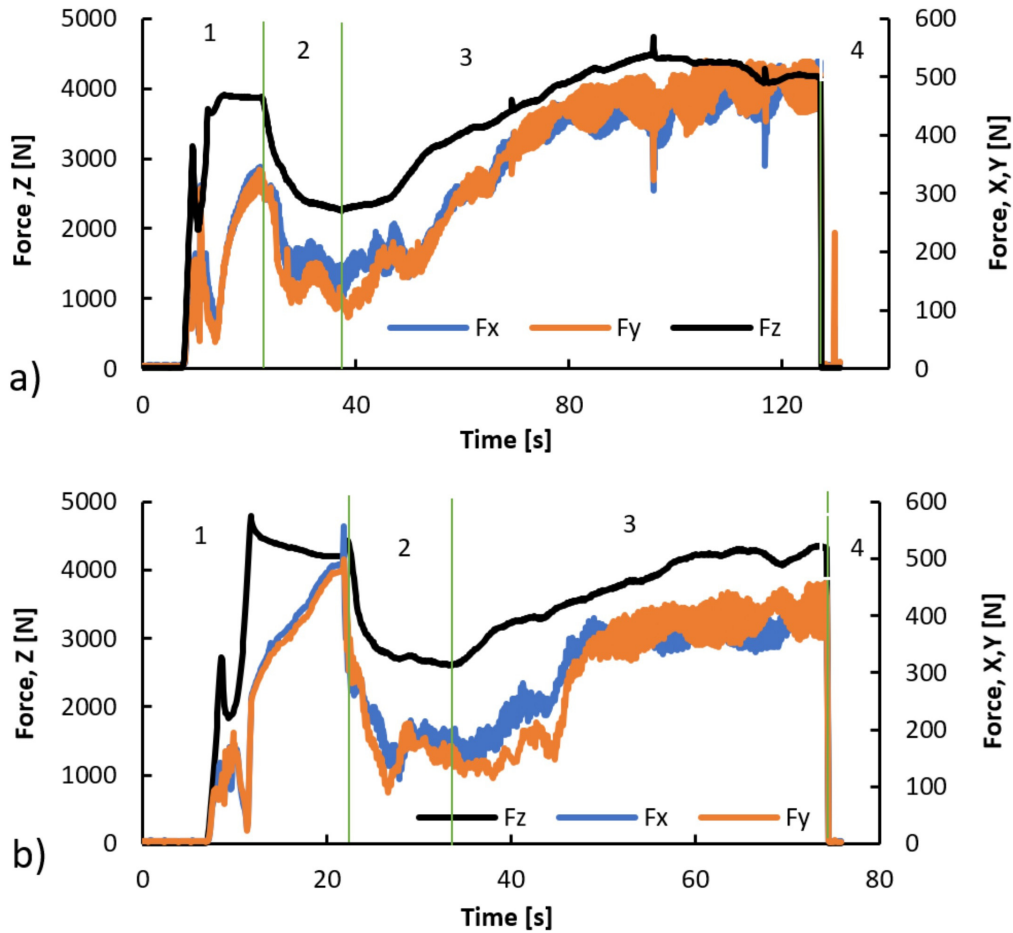 5000 600
1 2 3 4
4000 500
3000 400
2000 300
1000 200
0 100
0
Force ,Z [N]
Force, X,Y [N]
Fx Fy Fz
a)
0 40 80 120
Time [s]
5000 600
1 2 3 4
4000 500
3000 400
2000 300
1000 200
0 100
0
Force, Z [N]
Force, X,Y [N]
Fz Fx Fy
b)
0 20 40 60 80
Time [s]